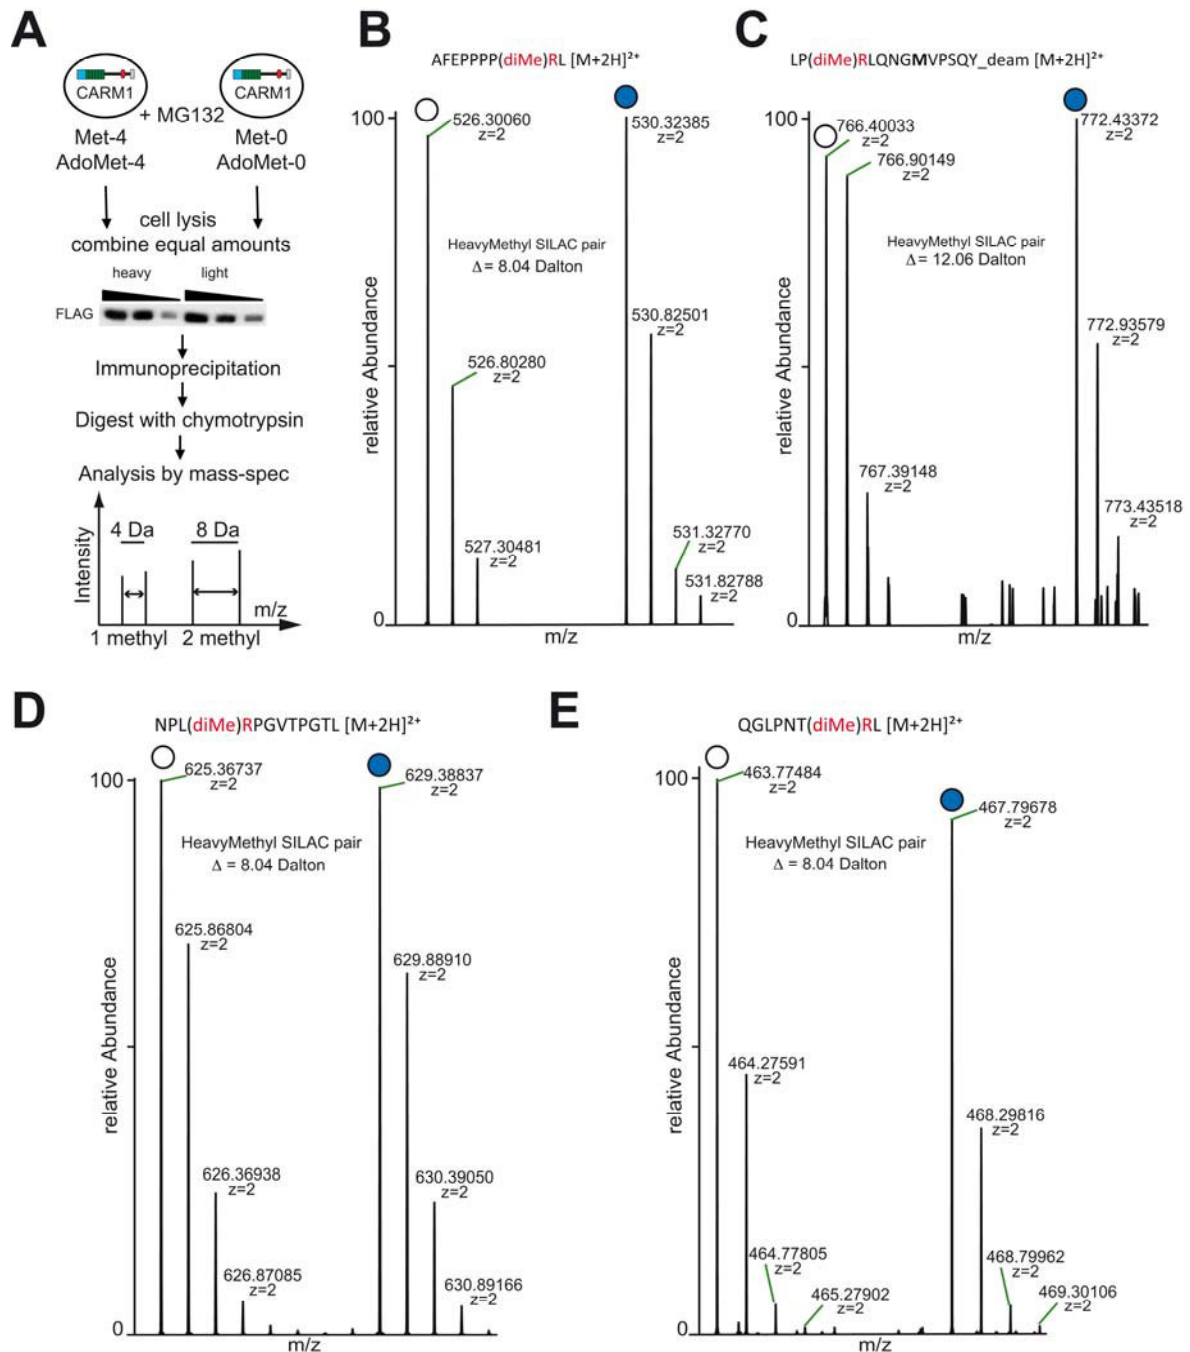 A
CARM1
CARM1
+ MG132
Met-4
Met-0
AdoMet-4
AdoMet-0
cell lysis
combine equal amounts
heavy
light
FLAG
Immunoprecipitation
Digest with chymotrypsin
Analysis by mass-spec
Intensity
4 Da
8 Da
m/z
1 methyl
2 methyl
B
AFEPPPP(diMe)RL [M+2H]²⁺
100
526.30060
z=2
530.32385
z=2
HeavyMethyl SILAC pair
Δ= 8.04 Dalton
530.82501
z=2
526.80280
z=2
527.30481
z=2
531.32770
z=2
531.82788
z=2
relative Abundance
0
m/z
C
LP(diMe)RLQNGMVPSQY_deam [M+2H]²⁺
100
766.40033
z=2
766.90149
z=2
772.43372
z=2
HeavyMethyl SILAC pair
Δ= 12.06 Dalton
772.93579
z=2
767.39148
z=2
773.43518
z=2
relative Abundance
0
m/z
D
NPL(diMe)RPGVTPGTL [M+2H]²⁺
100
625.36737
z=2
629.38837
z=2
HeavyMethyl SILAC pair
Δ = 8.04 Dalton
625.86804
z=2
629.88910
z=2
626.36938
z=2
630.39050
z=2
626.87085
z=2
630.89166
z=2
relative Abundance
0
m/z
E
QGLPNT(diMe)RL [M+2H]²⁺
100
463.77484
z=2
467.79678
z=2
HeavyMethyl SILAC pair
Δ = 8.04 Dalton
464.27591
z=2
468.29816
z=2
464.77805
z=2
465.27902
z=2
468.79962
z=2
469.30106
z=2
relative Abundance
0
m/z